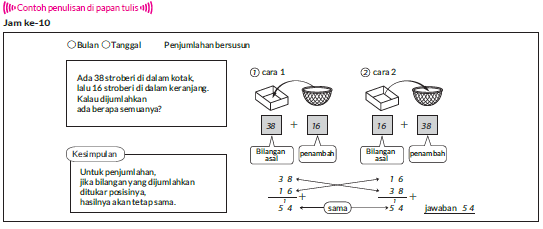 Contoh penulisan di papan tulis
Jam ke-10
Bulan Tanggal Penjumlahan bersusun
Ada 38 stroberi di dalam kotak,
lalu 16 stroberi di dalam keranjang.
Kalau dijumlahkan
ada berapa semuanya?
Kesimpulan
Untuk penjumlahan,
jika bilangan yang dijumlahkan
ditukar posisinya,
hasilnya akan tetap sama.
① cara 1
38 + 16
Bilangan asal
penambah
② cara 2
16 + 38
Bilangan asal
penambah
3 8
1 6 +
1
5 4
sama
1 6
3 8 +
1
5 4
jawaban 5 4